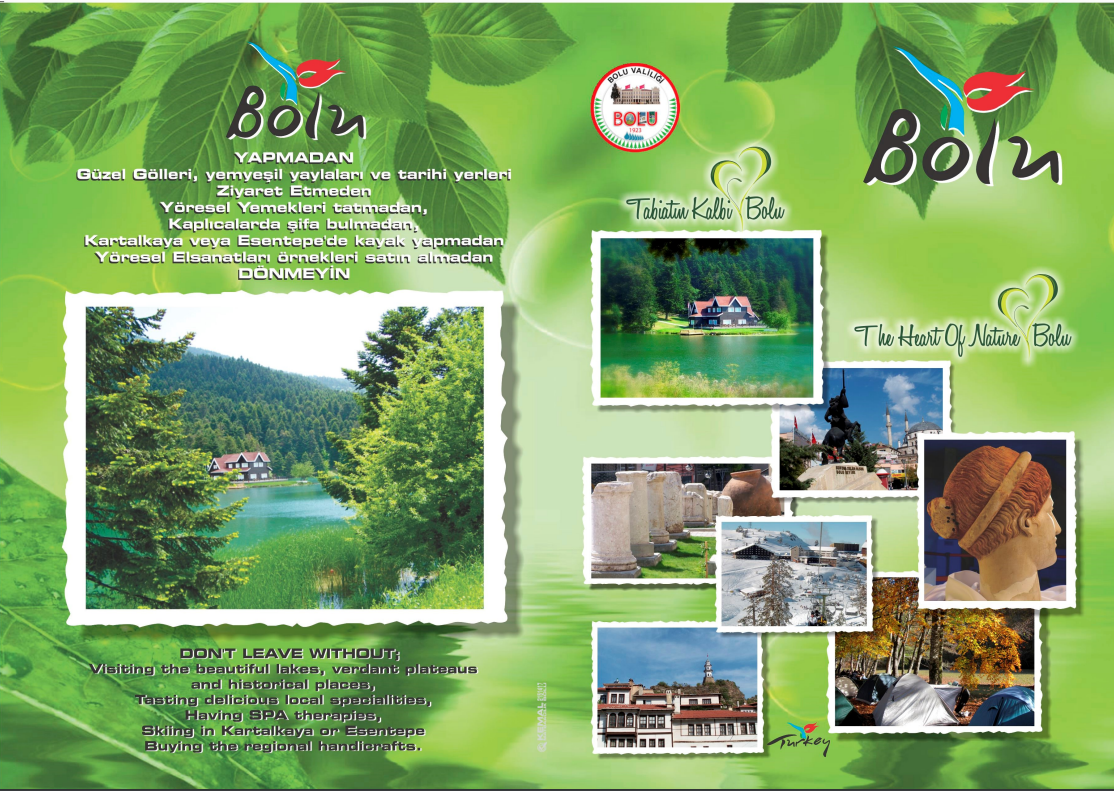 Bolu
YAPMADAN
Güzel Gölleri, yemyeşil yaylaları ve tarihi yerleri
Ziyaret Etmeden
Yöresel Yemekleri tatmadan,
Kaplıcalarda şifa bulmadan,
Kartalkaya veya Esentepe'de kayak yapmadan
Yöresel Elsanatları örnekleri satın almadan
DÖNMEYİN
DON'T LEAVE WITHOUT;
Visiting the beautiful lakes, verdant plateaus
and historical places,
Tasting delicious local specialities,
Having SPA therapies,
Skiing in Kartalkaya or Esentepe
Buying the regional handicrafts.
BOLU VALİLİĞİ
BOLU
1923
Tabiatın Kalbi Bolu
Bolu
The Heart Of Nature Bolu
Turkey